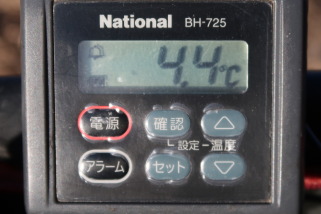 National BH-725
4.4℃
電源 確認 △
設定-温度
アラーム セット ▽